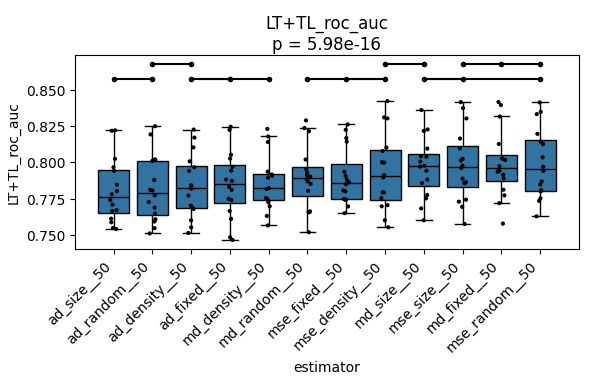 LT+TL_roc_auc
p = 5.98e-16
LT+TL_roc_auc
0.850
0.825
0.800
0.775
0.750
ad_size__50
ad_random__50
ad_density__50
ad_fixed__50
md_density__50
md_random__50
mse_fixed__50
mse_density__50
md_size__50
mse_size__50
md_fixed__50
mse_random__50
estimator